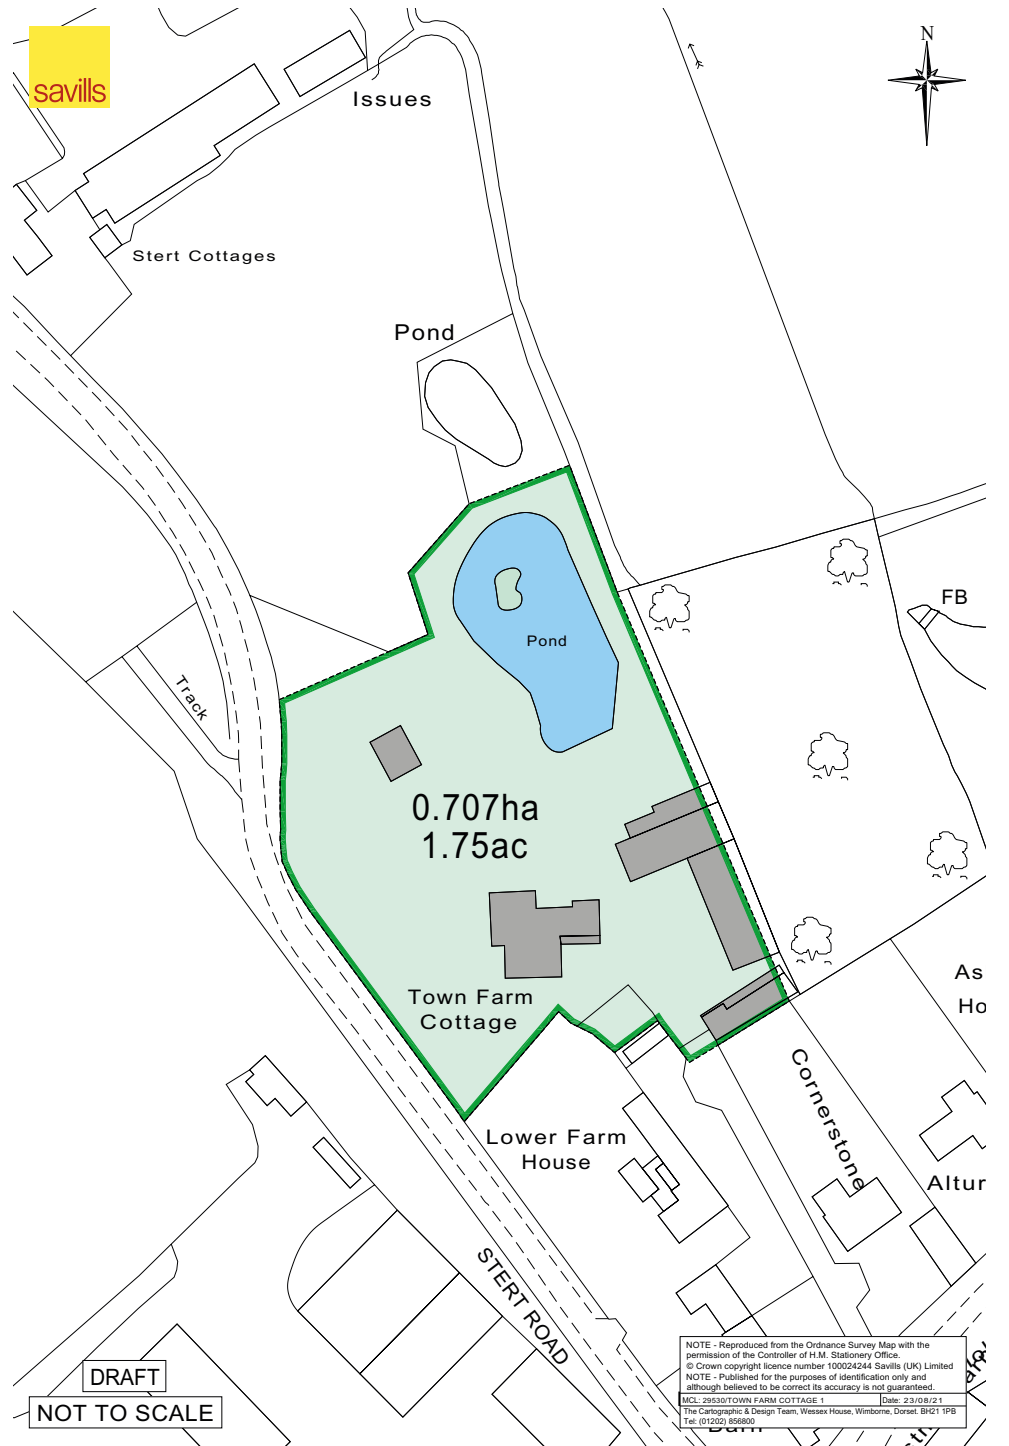 savills
N
Issues
Stert Cottages
Pond
FB
Pond
Track
0.707ha
1.75ac
Town Farm
Cottage
As
Ho
Cornerstone
Lower Farm
House
Altur
STERT ROAD
DRAFT
NOT TO SCALE
NOTE - Reproduced from the Ordnance Survey Map with the
permission of the Controller of H.M. Stationery Office.
© Crown copyright licence number 100024244 Savills (UK) Limited
NOTE - Published for the purposes of identification only and
although believed to be correct its accuracy is not guaranteed.
MCL: 29530/TOWN FARM COTTAGE 1
Date: 23/08/21
The Cartographic & Design Team, Wessex House, Wimborne, Dorset. BH21 1PB
Tel: (01202) 856800